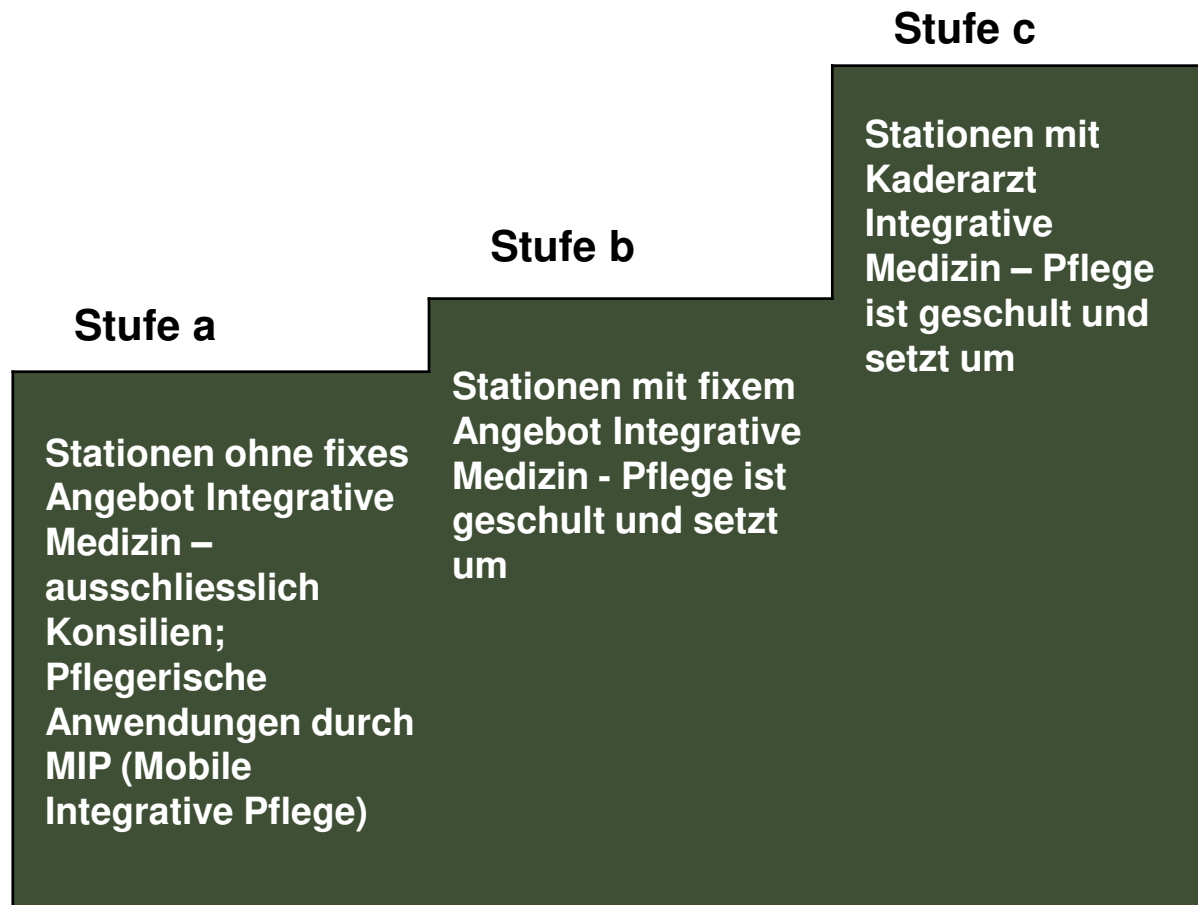 Stufe a
Stationen ohne fixes
Angebot Integrative
Medizin –
ausschliesslich
Konsilien;
Pflegerische
Anwendungen durch
MIP (Mobile
Integrative Pflege)
Stufe b
Stationen mit fixem
Angebot Integrative
Medizin - Pflege ist
geschult und setzt
um
Stufe c
Stationen mit
Kaderarzt
Integrative
Medizin – Pflege
ist geschult und
setzt um